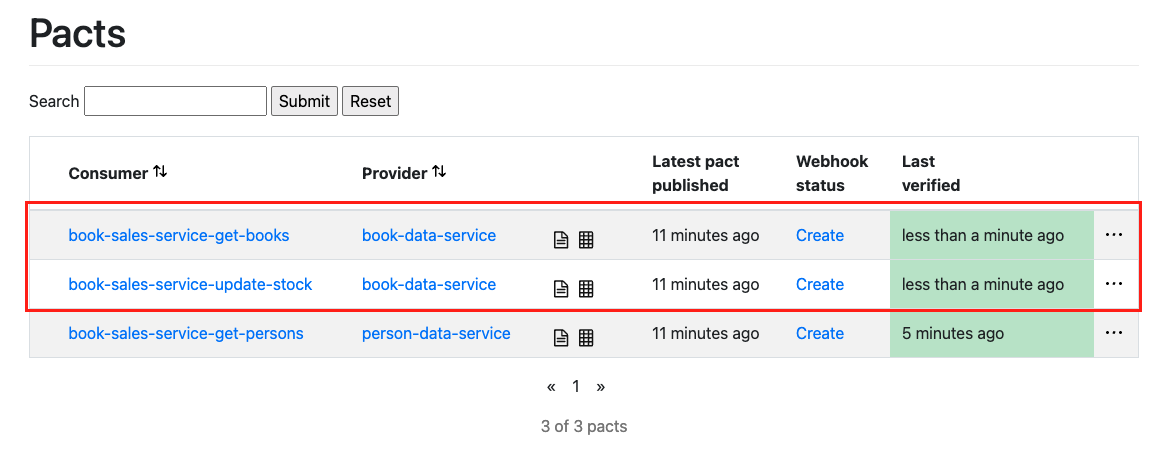 Pacts
Search Submit Reset
Consumer Provider Latest pact published Webhook status Last verified
book-sales-service-get-books book-data-service 11 minutes ago Create less than a minute ago ...
book-sales-service-update-stock book-data-service 11 minutes ago Create less than a minute ago ...
book-sales-service-get-persons person-data-service 11 minutes ago Create 5 minutes ago ...
« 1 »
3 of 3 pacts